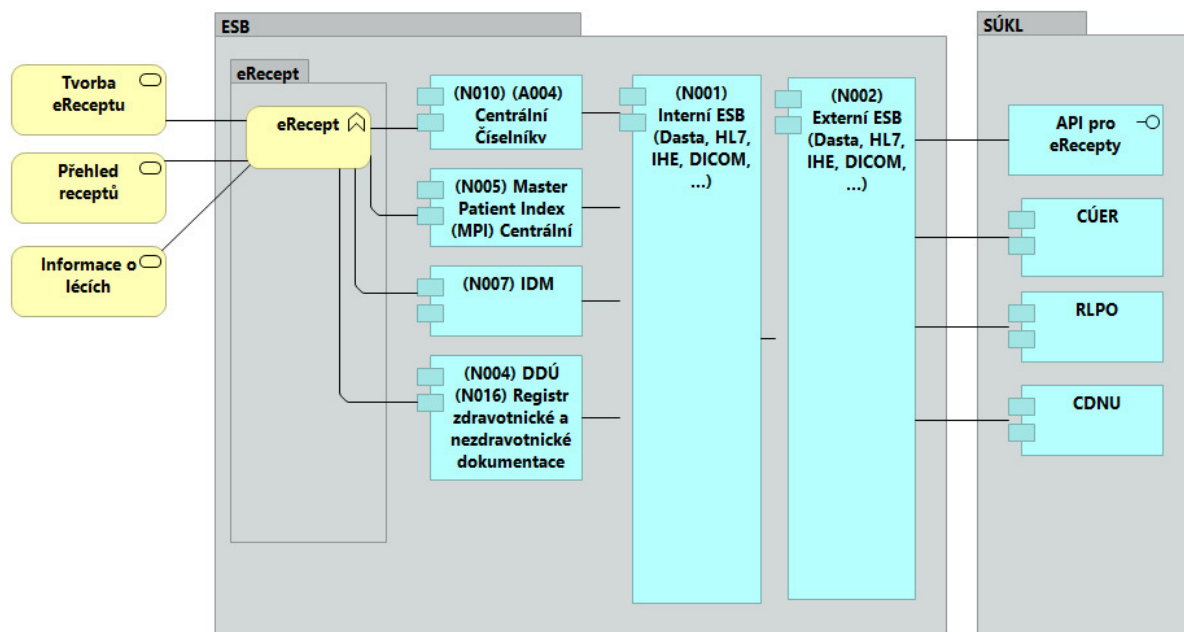 ESB
SÚKL
eRecept
Tvorba
eReceptu
Přehled
receptů
Informace o
lécích
eRecept
(N010) (A004)
Centrální
Číselníkv
(N005) Master
Patient Index
(MPI) Centrální
(N007) IDM
(N004) DDÚ
(N016) Registr
zdravotnické a
nezdravotnické
dokumentace
(N001)
Interní ESB
(Dasta, HL7,
IHE, DICOM,
...)
(N002)
Externí ESB
(Dasta, HL7,
IHE, DICOM,
...)
API pro
eRecepty
CÚER
RLPO
CDNU